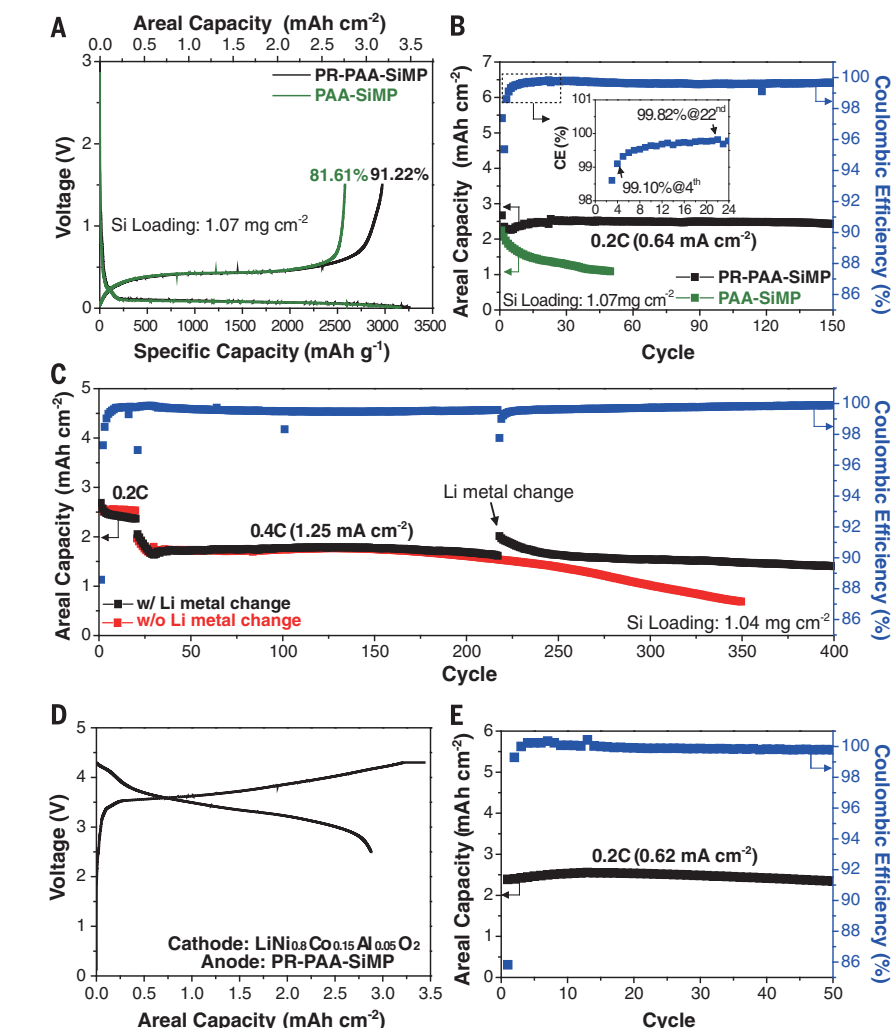 A
Areal Capacity (mAh cm-2)
0.0 0.5 1.0 1.5 2.0 2.5 3.0 3.5
3
2
1
0
Voltage (V)
PR-PAA-SiMP
PAA-SiMP
81.61% 91.22%
Si Loading: 1.07 mg cm-2
0 500 1000 1500 2000 2500 3000 3500
Specific Capacity (mAh g-1)
B
7
6
5
4
3
2
1
0
Areal Capacity (mAh cm-2)
101
100
99
98
CE (%)
99.82%@22nd
99.10%@4th
0 4 8 12 16 20 24
0.2C (0.64 mA cm-2)
PR-PAA-SiMP
Si Loading: 1.07mg cm-2
PAA-SiMP
0 30 60 90 120 150
Cycle
100
98
96
94
92
90
88
86
Coulombic Efficiency (%)
C
5
4
3
2
1
0
Areal Capacity (mAh cm-2)
0.2C
0.4C (1.25 mA cm-2)
Li metal change
w/ Li metal change
w/o Li metal change
Si Loading: 1.04 mg cm-2
0 50 100 150 200 250 300 350 400
Cycle
100
98
96
94
92
90
88
86
Coulombic Efficiency (%)
D
5
4
3
2
1
0
Voltage (V)
Cathode: LiNi0.8Co0.15Al0.05O2
Anode: PR-PAA-SiMP
0.0 0.5 1.0 1.5 2.0 2.5 3.0 3.5
Areal Capacity (mAh cm-2)
E
6
5
4
3
2
1
0
Areal Capacity (mAh cm-2)
0.2C (0.62 mA cm-2)
0 10 20 30 40 50
Cycle
100
98
96
94
92
90
88
86
Coulombic Efficiency (%)